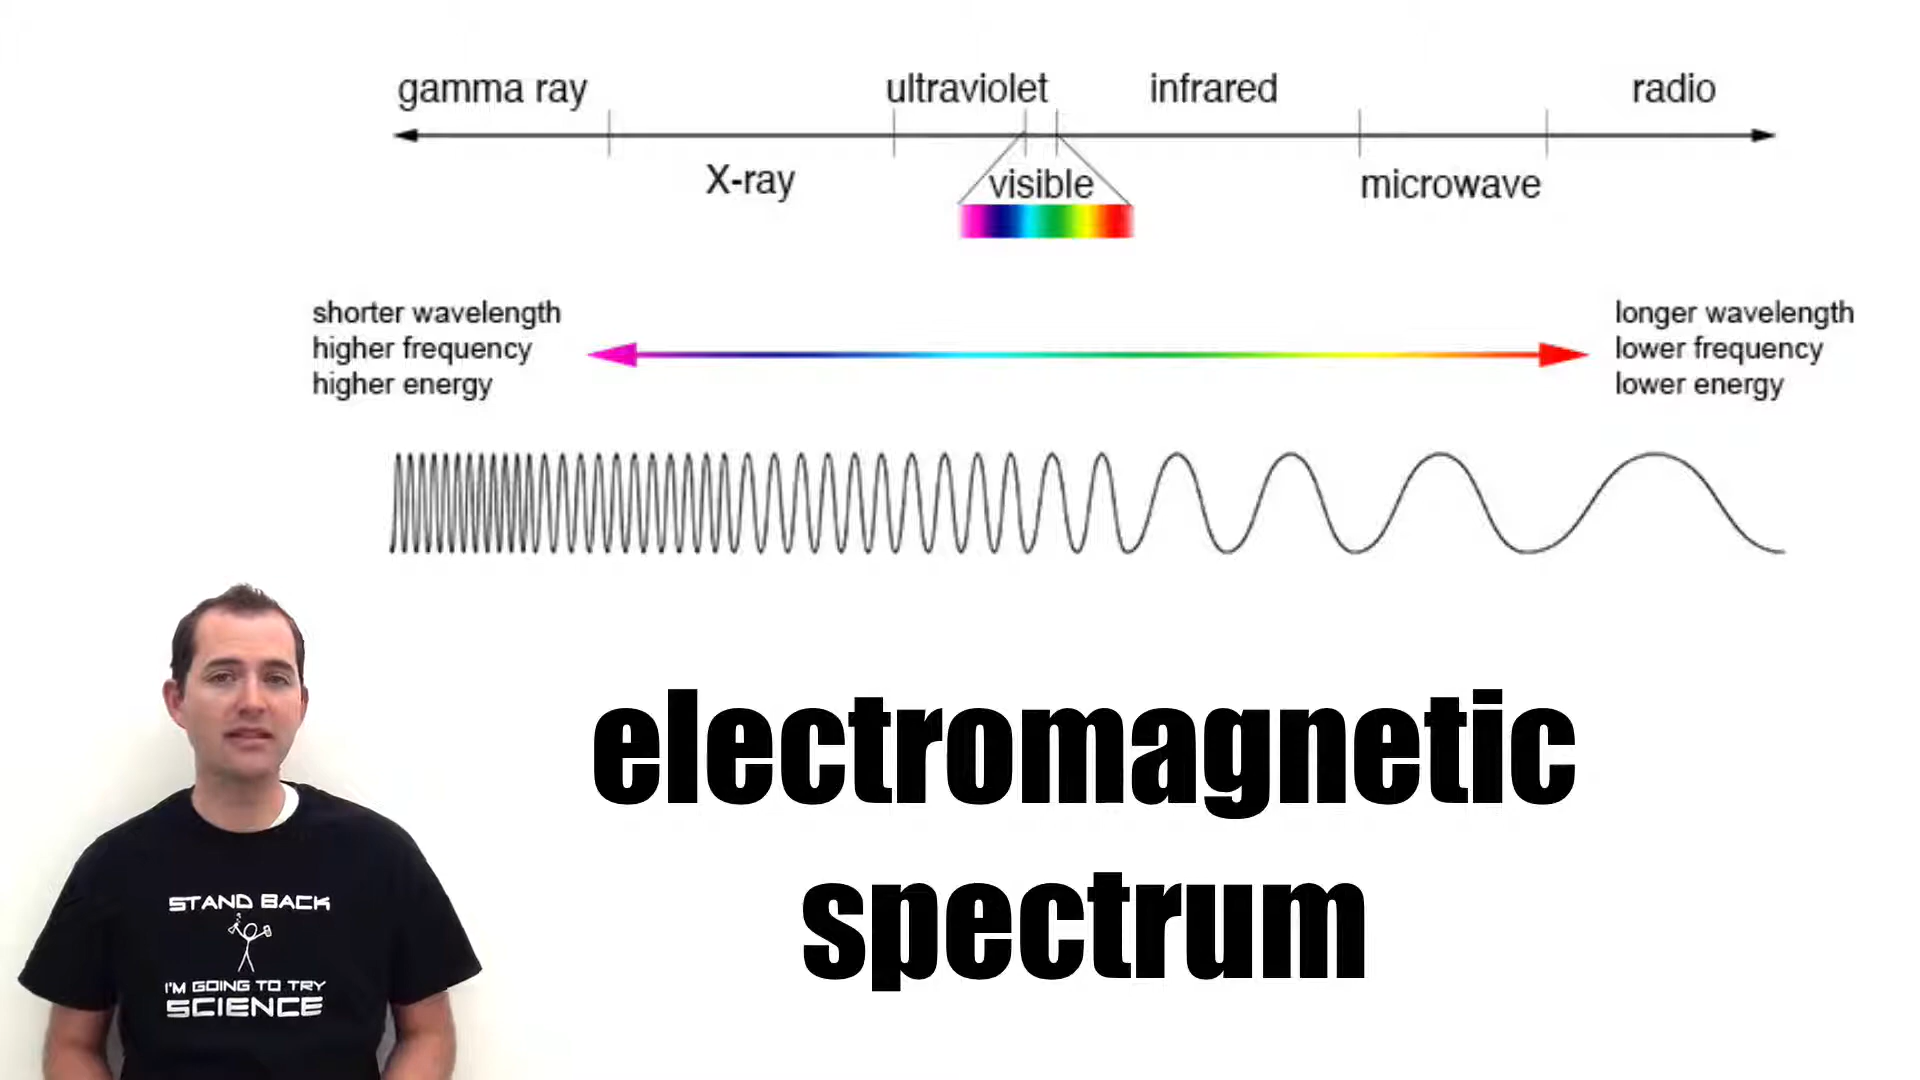 gamma ray
ultraviolet
infrared
radio
X-ray
visible
microwave
shorter wavelength
higher frequency
higher energy
longer wavelength
lower frequency
lower energy
electromagnetic
spectrum
STAND BACK
I'M GOING TO TRY
SCIENCE